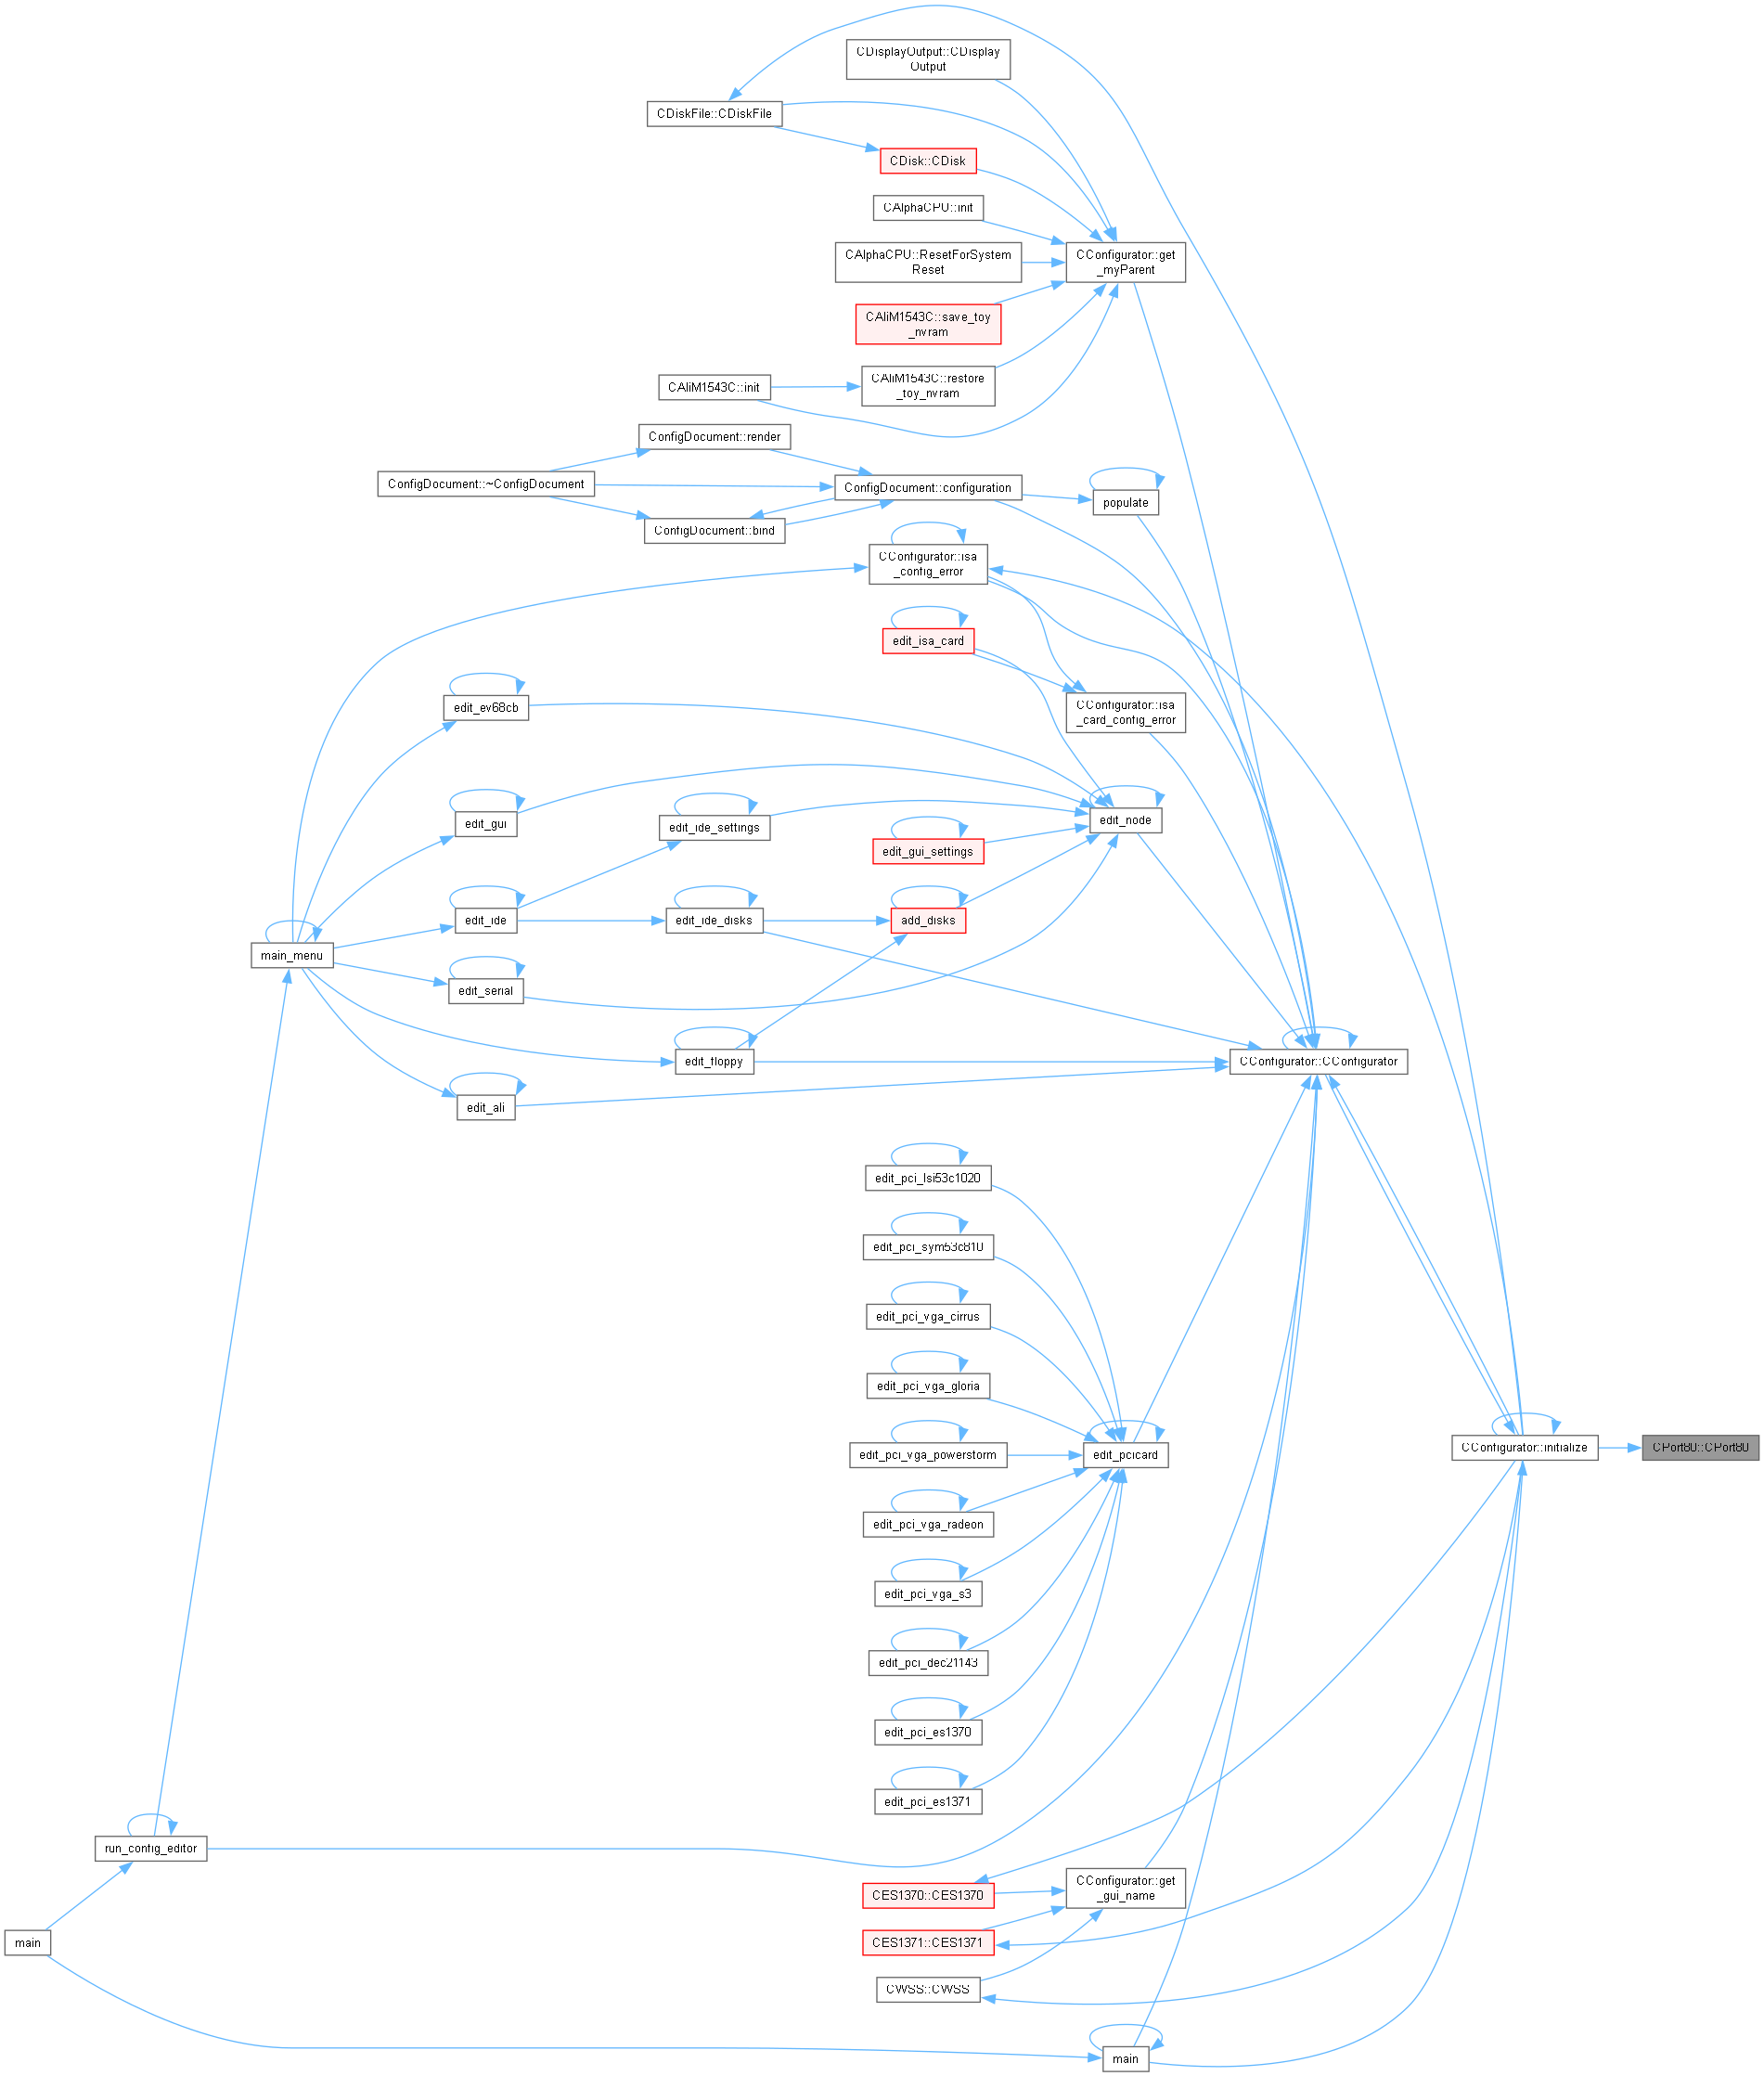 CDisplayOutput::CDisplay
Output
CDiskFile::CDiskFile
CDisk::CDisk
CAlphaCPU::init
CAlphaCPU::ResetForSystem
Reset
CConfigurator::get
_myParent
CAliM1543C::save_toy
_nvram
CAliM1543C::init
CAliM1543C::restore
_toy_nvram
ConfigDocument::render
ConfigDocument::~ConfigDocument
ConfigDocument::configuration
populate
ConfigDocument::bind
CConfigurator::isa
_config_error
edit_isa_card
edit_ev68cb
CConfigurator::isa
_card_config_error
edit_gui
edit_ide_settings
edit_node
edit_gui_settings
edit_ide
edit_ide_disks
add_disks
main_menu
edit_serial
edit_floppy
CConfigurator::CConfigurator
edit_ali
edit_pci_lsi53c1020
edit_pci_sym53c810
edit_pci_vga_cirrus
edit_pci_vga_gloria
edit_pci_vga_powerstorm
edit_pcicard
CConfigurator::initialize
CPort80::CPort80
edit_pci_vga_radeon
edit_pci_vga_s3
edit_pci_dec21143
edit_pci_es1370
edit_pci_es1371
run_config_editor
CES1370::CES1370
CConfigurator::get
_gui_name
main
CES1371::CES1371
CWSS::CWSS
main